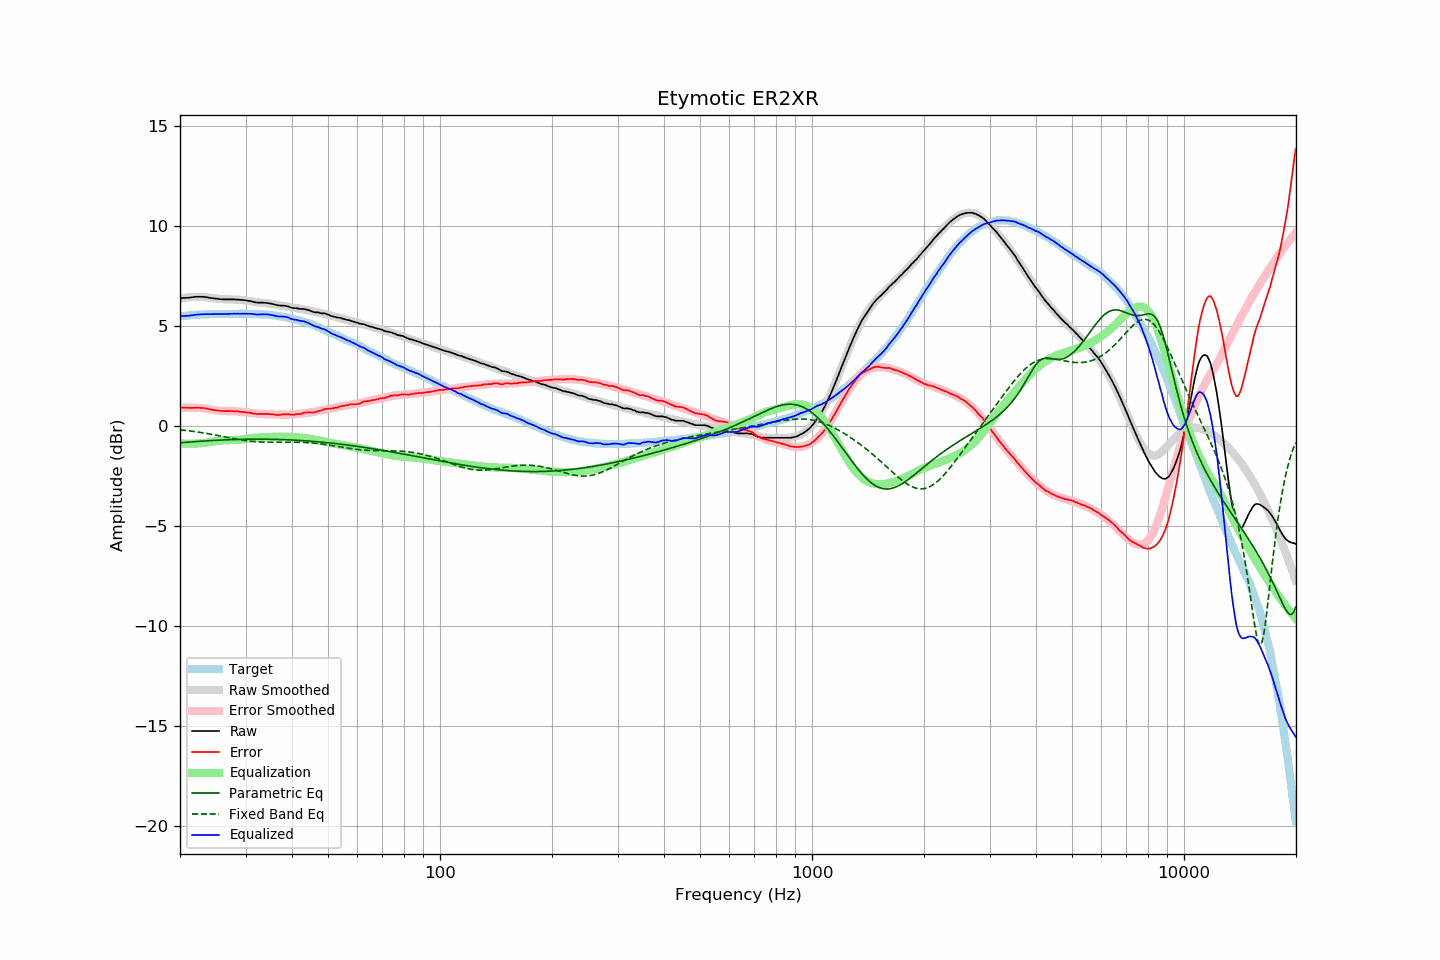 Etymotic ER2XR
15
10
5
0
−5
−10
−15
−20
Amplitude (dBr)
Target
Raw Smoothed
Error Smoothed
Raw
Error
Equalization
Parametric Eq
Fixed Band Eq
Equalized
100
1000
10000
Frequency (Hz)